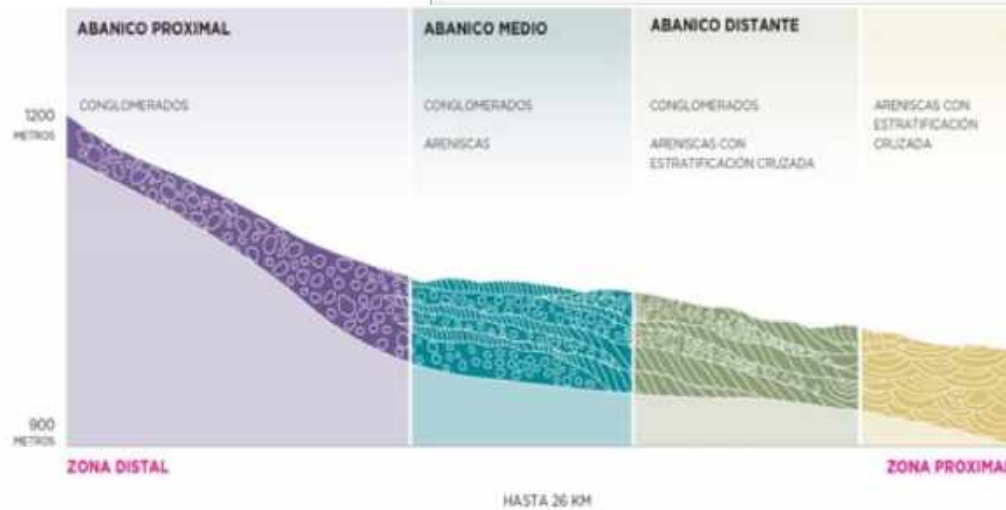 ABANICO PROXIMAL
CONGLOMERADOS
ABANICO MEDIO
CONGLOMERADOS
ARENISCAS
ABANICO DISTANTE
CONGLOMERADOS
ARENISCAS CON
ESTRATIFICACIÓN CRUZADA
ARENISCAS CON
ESTRATIFICACIÓN
CRUZADA
1200
METROS
900
METROS
ZONA DISTAL
ZONA PROXIMAL
HASTA 26 KM